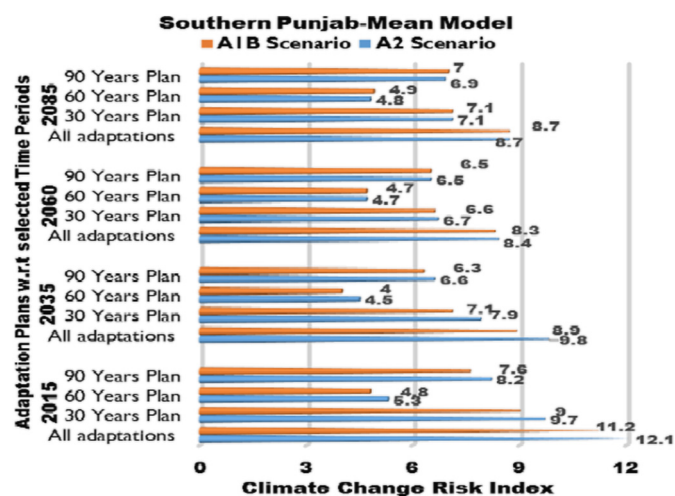 Southern Punjab-Mean Model
A1B Scenario A2 Scenario
Adaptation Plans w.r.t selected Time Periods
2085
90 Years Plan 7 6.9
60 Years Plan 4.9 4.8
30 Years Plan 7.1 7.1
All adaptations 8.7 8.7
2060
90 Years Plan 6.5 6.5
60 Years Plan 4.7 4.7
30 Years Plan 6.6 6.7
All adaptations 8.3 8.4
2035
90 Years Plan 6.3 6.6
60 Years Plan 4 4.5
30 Years Plan 7.1 7.9
All adaptations 8.9 9.8
2015
90 Years Plan 7.6 8.2
60 Years Plan 4.8 5.3
30 Years Plan 9 9.7
All adaptations 11.2 12.1
0 3 6 9 12
Climate Change Risk Index